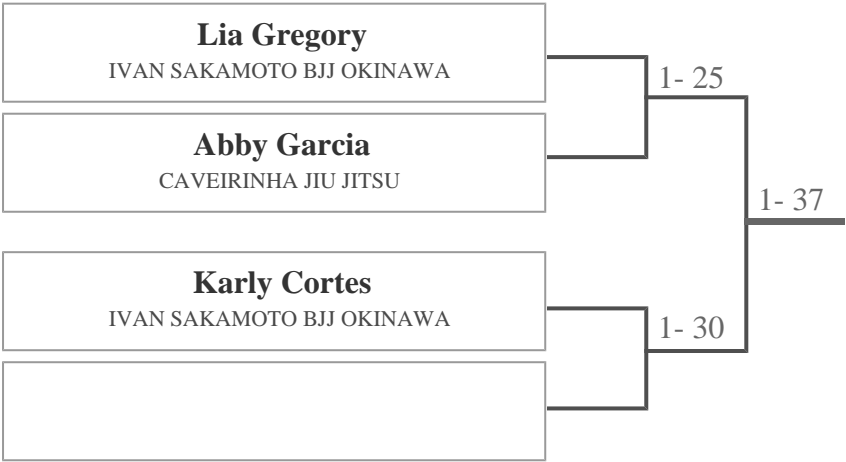 Lia Gregory
IVAN SAKAMOTO BJJ OKINAWA
1- 25
Abby Garcia
CAVEIRINHA JIU JITSU
1- 37
Karly Cortes
IVAN SAKAMOTO BJJ OKINAWA
1- 30